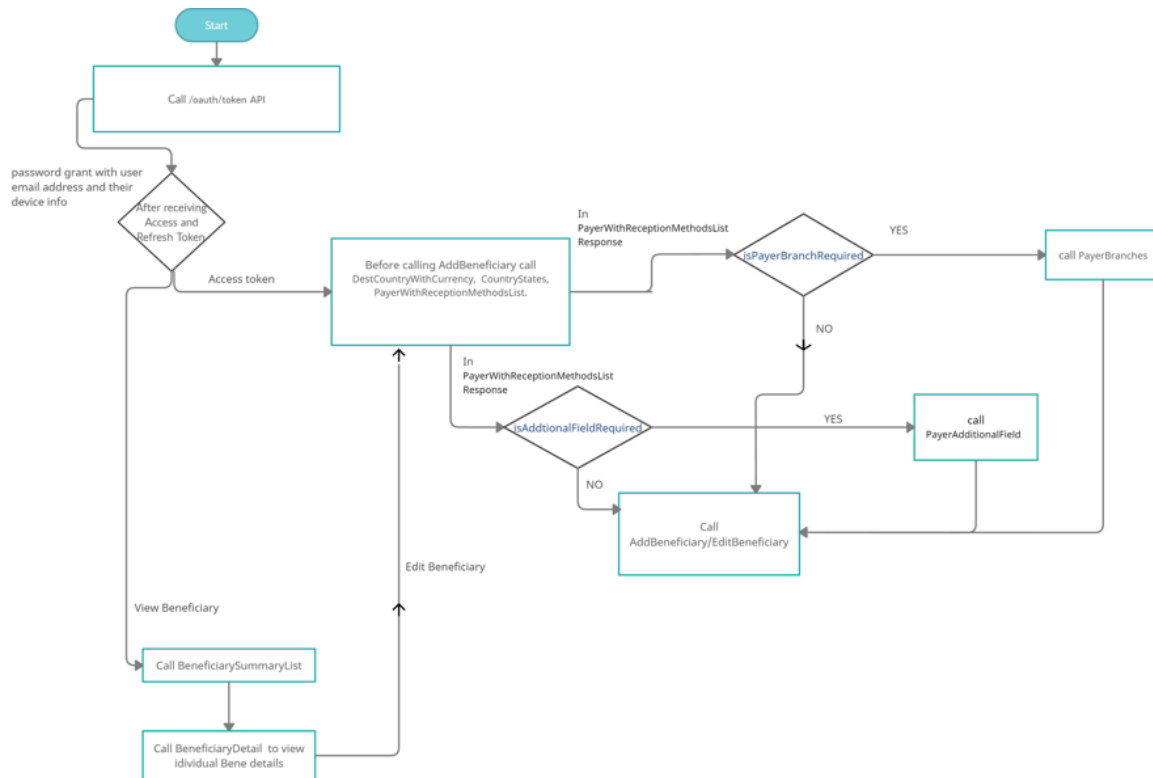 Start
Call /oauth/token API
password grant with user
email address and their
device info
After receiving
Access and
Refresh Token
Access token
Before calling AddBeneficiary call
DestCountryWithCurrency, CountryStates,
PayerWithReceptionMethodsList.
In
PayerWithReceptionMethodsList
Response
isPayerBranchRequired
YES
call PayerBranches
NO
In
PayerWithReceptionMethodsList
Response
isAddtionalFieldRequired
YES
call
PayerAdditionalField
NO
Call
AddBeneficiary/EditBeneficiary
Edit Beneficiary
View Beneficiary
Call BeneficiarySummaryList
Call BeneficiaryDetail to view
idividual Bene details